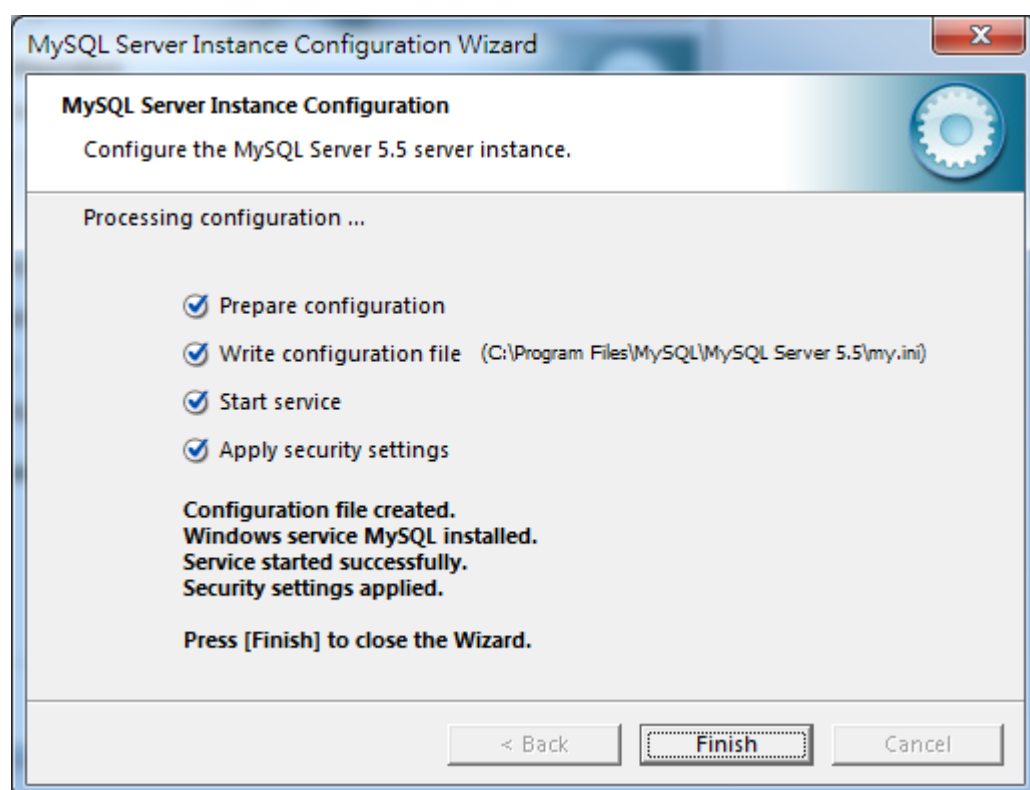 MySQL Server Instance Configuration Wizard
MySQL Server Instance Configuration
Configure the MySQL Server 5.5 server instance.
Processing configuration ...
Prepare configuration
Write configuration file (C:\Program Files\MySQL\MySQL Server 5.5\my.ini)
Start service
Apply security settings
Configuration file created.
Windows service MySQL installed.
Service started successfully.
Security settings applied.
Press [Finish] to close the Wizard.
< Back Finish Cancel